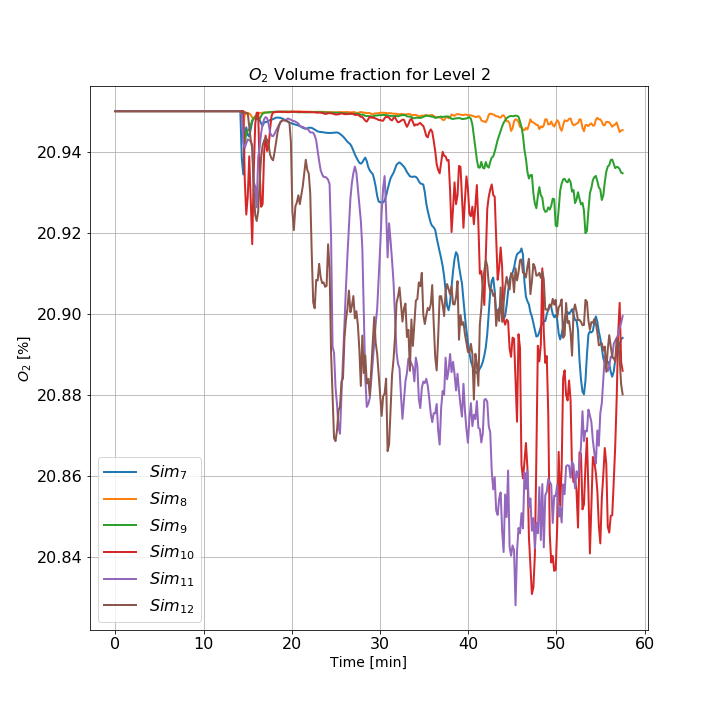 O2 Volume fraction for Level 2
O2 [%]
20.94
20.92
20.90
20.88
20.86
20.84
Sim7
Sim8
Sim9
Sim10
Sim11
Sim12
0 10 20 30 40 50 60
Time [min]